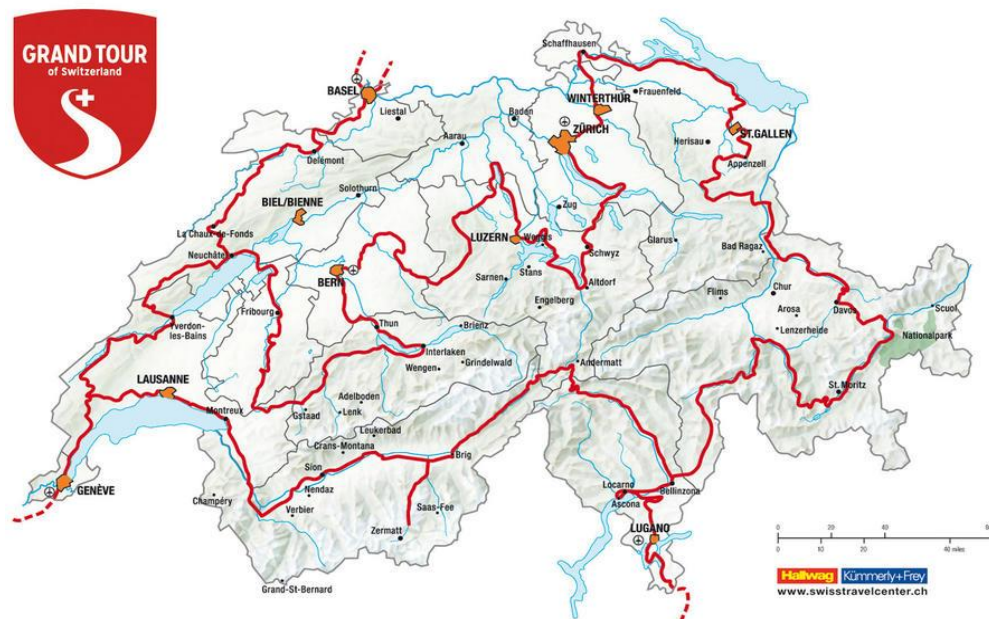 GRAND TOUR
of Switzerland
Schaffhausen
BASEL
Liestal
Frauenfeld
WINTERTHUR
Baden
ZÜRICH
ST.GALLEN
Herisau
Aarau
Delémont
Appenzell
Solothurn
BIEL/BIENNE
Zug
La Chaux-de-Fonds
LUZERN
Weggis
Glarus
Bad Ragaz
Neuchâtel
Schwyz
BERN
Stans
Sarnen
Altdorf
Flims
Chur
Engelberg
Arosa
Davos
Scuol
Fribourg
Thun
Brienz
Lenzerheide
Nationalpark
Yverdon-
les-Bains
Interlaken
Grindelwald
Wengen
Andermatt
St. Moritz
LAUSANNE
Adelboden
Gstaad
Lenk
Montreux
Leukerbad
Crans-Montana
Brig
Sion
GENÈVE
Champéry
Nendaz
Verbier
Saas-Fee
Zermatt
Locarno
Ascona
Bellinzona
LUGANO
Grand-St-Bernard
0 20 40 60
0 10 20 40 miles
Hallwag Kümmerly+Frey
www.swisstravelcenter.ch